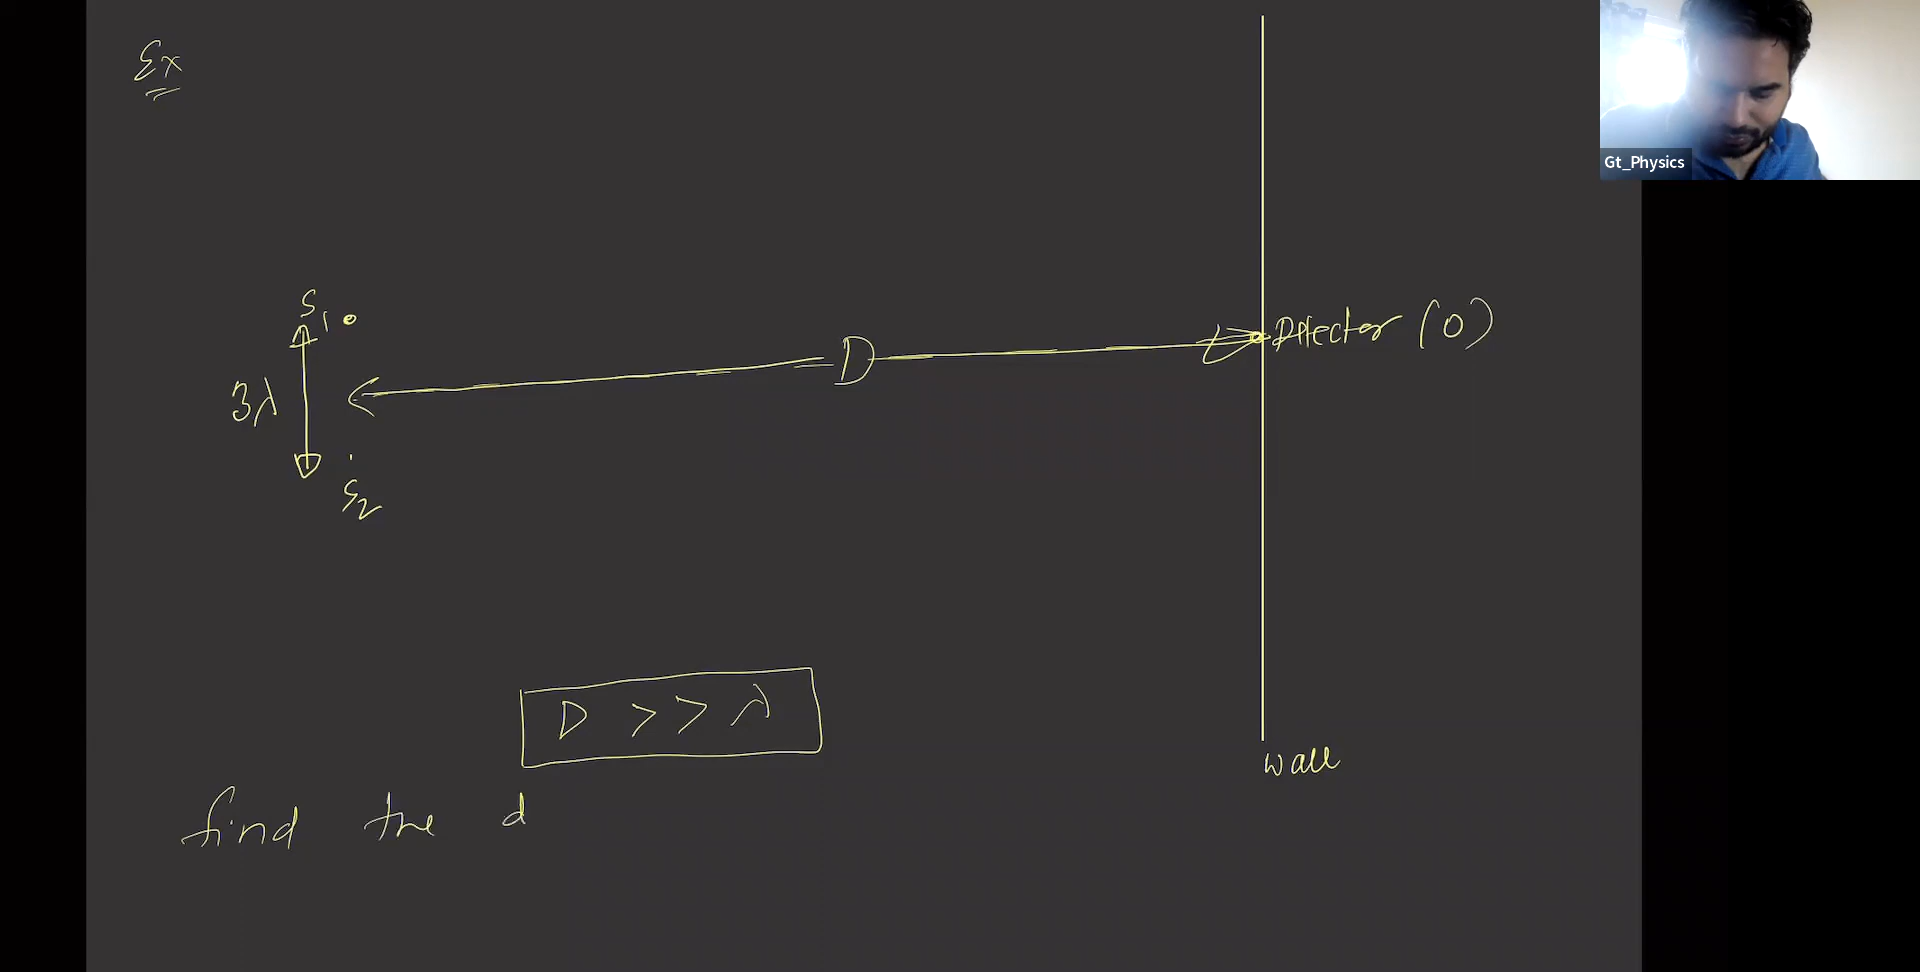 Ex
Gt_Physics
S1
3λ
D
Detector (O)
S2
D >> λ
wall
find the d